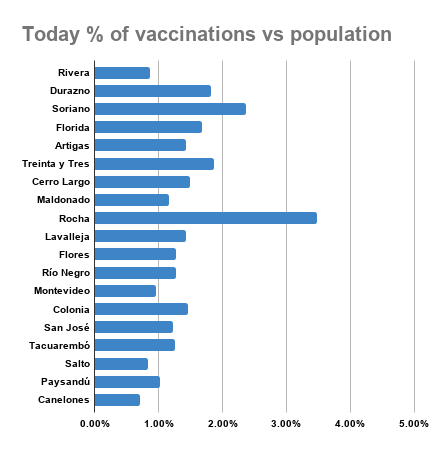 Today % of vaccinations vs population
Rivera
Durazno
Soriano
Florida
Artigas
Treinta y Tres
Cerro Largo
Maldonado
Rocha
Lavalleja
Flores
Río Negro
Montevideo
Colonia
San José
Tacuarembó
Salto
Paysandú
Canelones
0.00% 1.00% 2.00% 3.00% 4.00% 5.00%